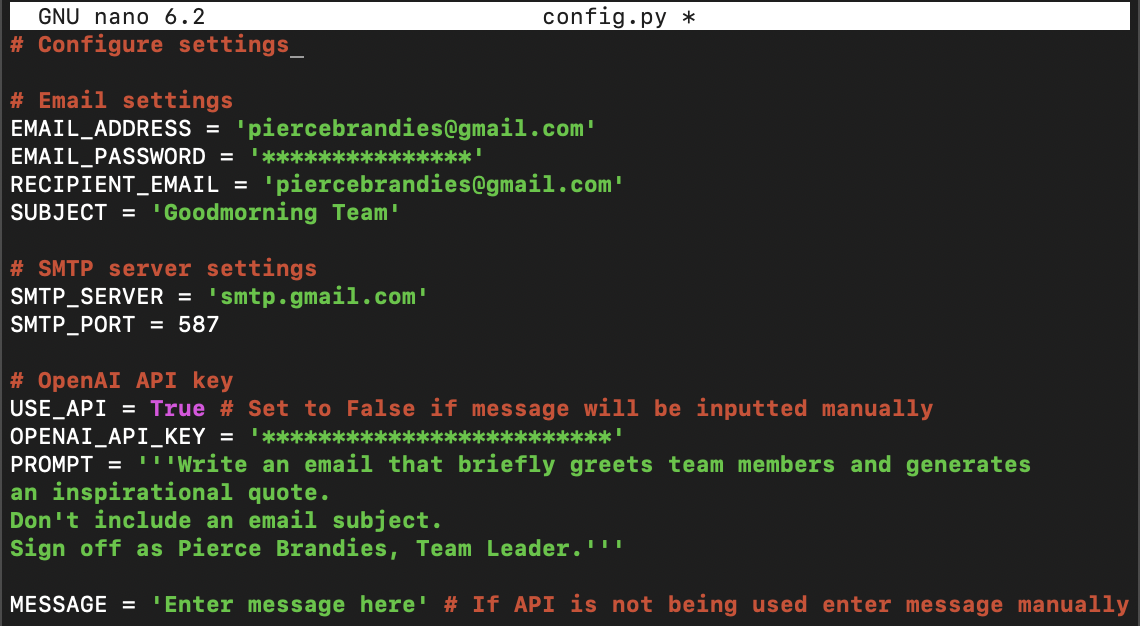 GNU nano 6.2 config.py *
# Configure settings_
# Email settings
EMAIL_ADDRESS = 'piercebrandies@gmail.com'
EMAIL_PASSWORD = '***************'
RECIPIENT_EMAIL = 'piercebrandies@gmail.com'
SUBJECT = 'Goodmorning Team'
# SMTP server settings
SMTP_SERVER = 'smtp.gmail.com'
SMTP_PORT = 587
# OpenAI API key
USE_API = True # Set to False if message will be inputted manually
OPENAI_API_KEY = '*************************'
PROMPT = '''Write an email that briefly greets team members and generates
an inspirational quote.
Don't include an email subject.
Sign off as Pierce Brandies, Team Leader.'''
MESSAGE = 'Enter message here' # If API is not being used enter message manually